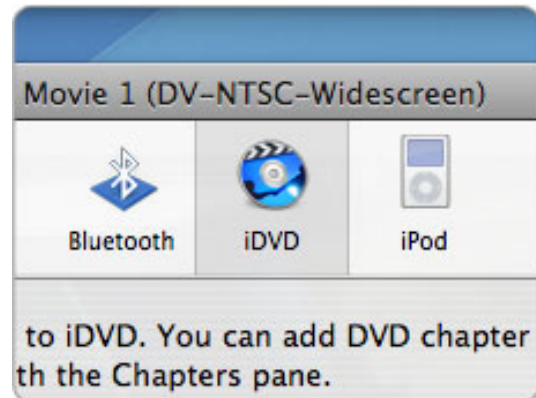 Movie 1 (DV-NTSC-Widescreen)
Bluetooth iDVD iPod
to iDVD. You can add DVD chapter
th the Chapters pane.